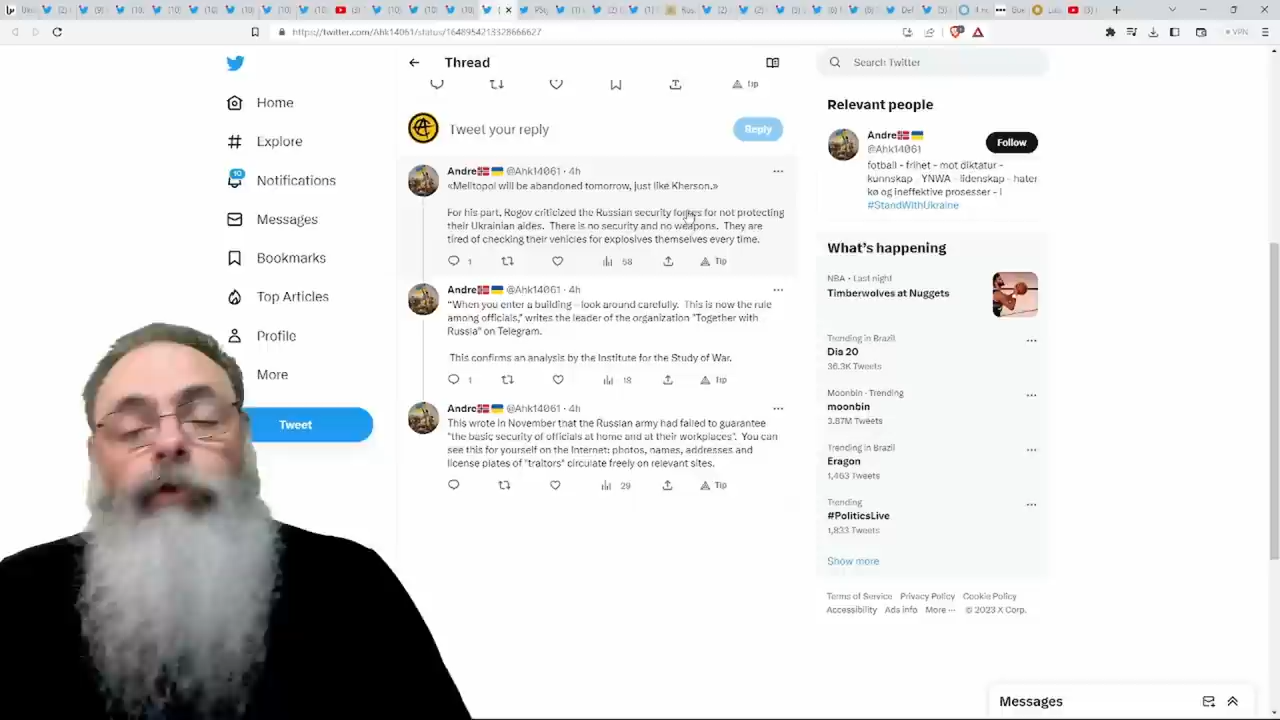 https://twitter.com/Ahk14061/status/1648954213328666627
VPN
Home
Explore
10
Notifications
Messages
Bookmarks
Top Articles
Profile
More
Tweet
Thread
Tip
Tweet your reply
Reply
Andre @Ahk14061 · 4h
«Melitopol will be abandoned tomorrow, just like Kherson.»
For his part, Rogov criticized the Russian security forces for not protecting
their Ukrainian aides. There is no security and no weapons. They are
tired of checking their vehicles for explosives themselves every time.
1 58 Tip
Andre @Ahk14061 · 4h
"When you enter a building – look around carefully. This is now the rule
among officials," writes the leader of the organization "Together with
Russia" on Telegram.
This confirms an analysis by the Institute for the Study of War.
1 18 Tip
Andre @Ahk14061 · 4h
This wrote in November that the Russian army had failed to guarantee
"the basic security of officials at home and at their workplaces". You can
see this for yourself on the Internet: photos, names, addresses and
license plates of "traitors" circulate freely on relevant sites.
29 Tip
Search Twitter
Relevant people
Andre
@Ahk14061
Follow
fotball - frihet - mot diktatur -
kunnskap - YNWA - lidenskap - hater
kø og ineffektive prosesser - I
#StandWithUkraine
What's happening
NBA · Last night
Timberwolves at Nuggets
Trending in Brazil
Dia 20
36.3K Tweets
Moonbin · Trending
moonbin
3.87M Tweets
Trending in Brazil
Eragon
1,463 Tweets
Trending
#PoliticsLive
1,833 Tweets
Show more
Terms of Service Privacy Policy Cookie Policy
Accessibility Ads info More ··· © 2023 X Corp.
Messages